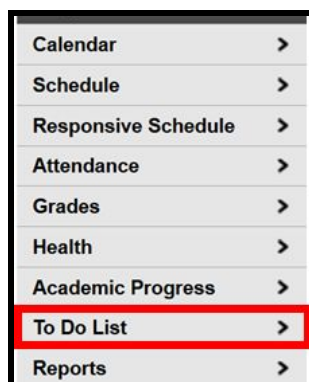 Calendar
Schedule
Responsive Schedule
Attendance
Grades
Health
Academic Progress
To Do List
Reports